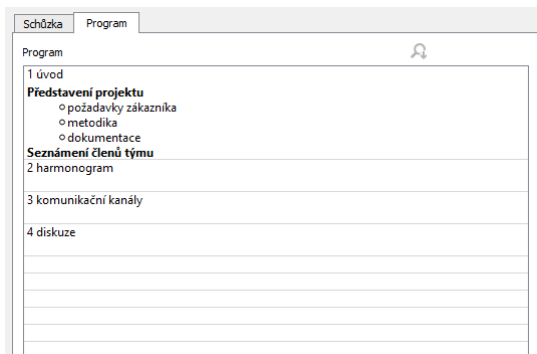 Schůzka Program
Program
1 úvod
Představení projektu
požadavky zákazníka
metodika
dokumentace
Seznámení členů týmu
2 harmonogram
3 komunikační kanály
4 diskuze